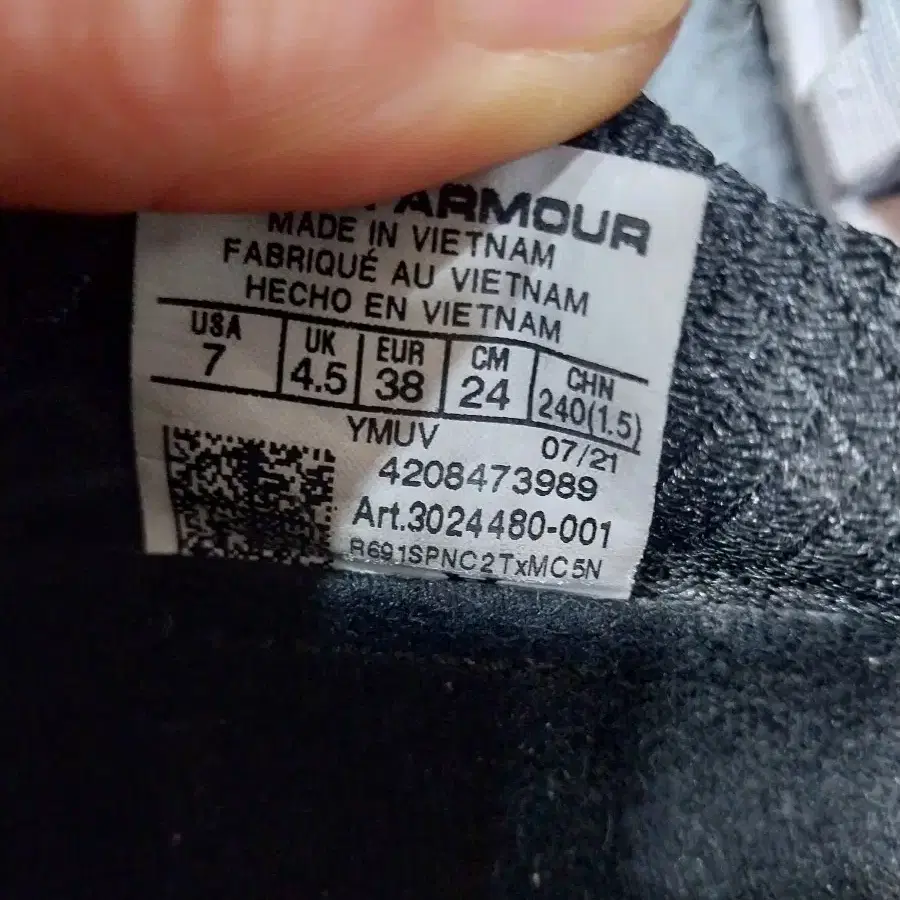 ARMOUR
MADE IN VIETNAM
FABRIQUÉ AU VIETNAM
HECHO EN VIETNAM
USA UK EUR CM CHN
7 4.5 38 24 240(1.5)
YMUV 07/21
4208473989
Art.3024480-001
R691SPNC2TxMC5N